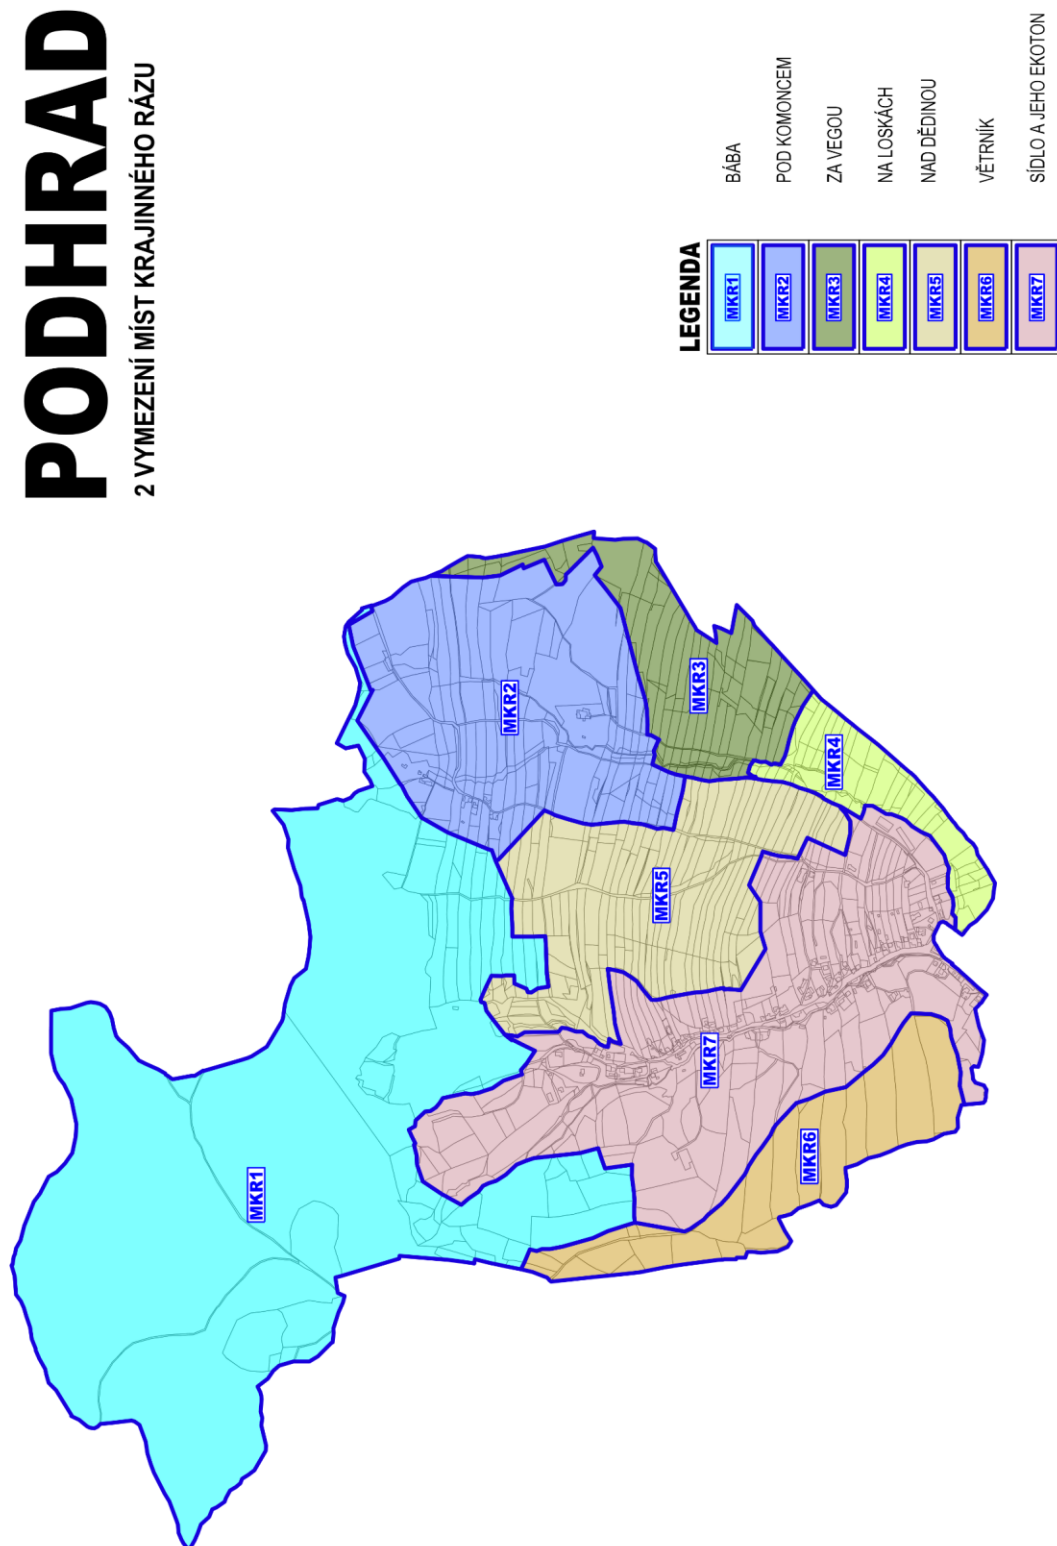 PODHRAD
2 VYMEZENÍ MÍST KRAJINNÉHO RÁZU
LEGENDA
MKR1 BÁBA
MKR2 POD KOMONCEM
MKR3 ZA VEGOU
MKR4 NA LOSKÁCH
MKR5 NAD DĚDINOU
MKR6 VĚTRNÍK
MKR7 SÍDLO A JEHO EKOTON
MKR1
MKR2
MKR3
MKR4
MKR5
MKR7
MKR6